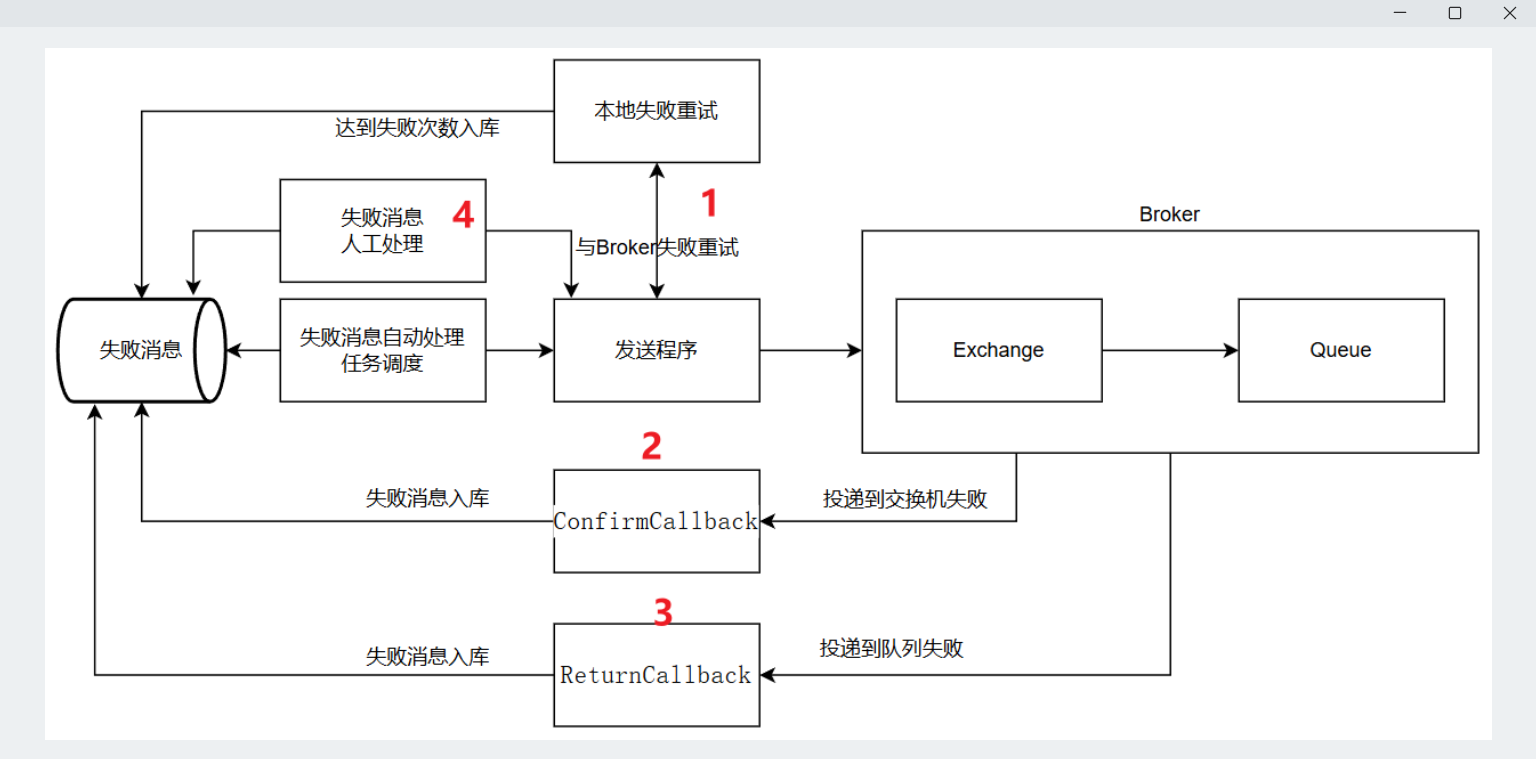 本地失败重试
达到失败次数入库
1
失败消息
人工处理
4
Broker
与Broker失败重试
失败消息
失败消息自动处理
任务调度
发送程序
Exchange
Queue
2
失败消息入库
ConfirmCallback
投递到交换机失败
3
失败消息入库
ReturnCallback
投递到队列失败